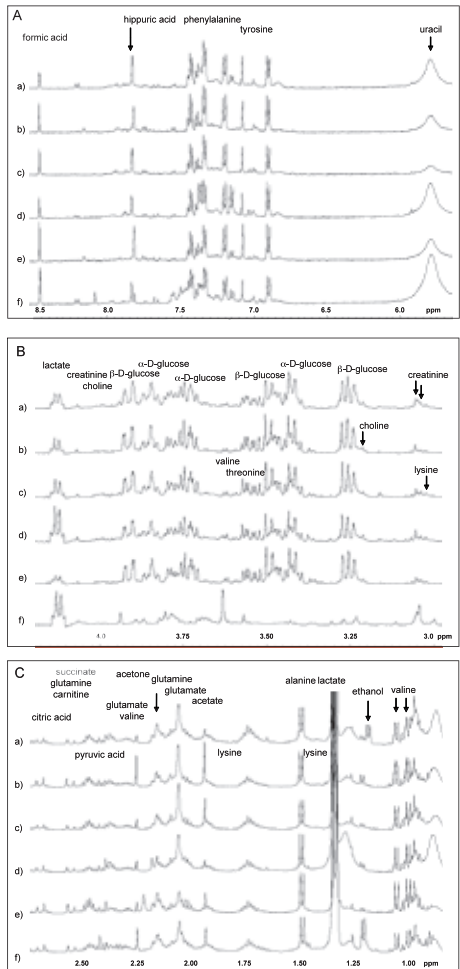 A
hippuric acid phenylalanine
formic acid tyrosine uracil
a)
b)
c)
d)
e)
f)
8.5 8.0 7.5 7.0 6.5 6.0 ppm
B
α-D-glucose α-D-glucose
lactate β-D-glucose β-D-glucose β-D-glucose
creatinine α-D-glucose creatinine
choline
a)
choline
b)
valine
threonine lysine
c)
d)
e)
f)
4.0 3.75 3.50 3.25 3.0 ppm
C
succinate acetone
glutamine glutamine alanine lactate
carnitine glutamate ethanol valine
citric acid glutamate acetate
valine
a)
pyruvic acid lysine lysine
b)
c)
d)
e)
f)
2.50 2.25 2.00 1.75 1.50 1.25 1.00 ppm